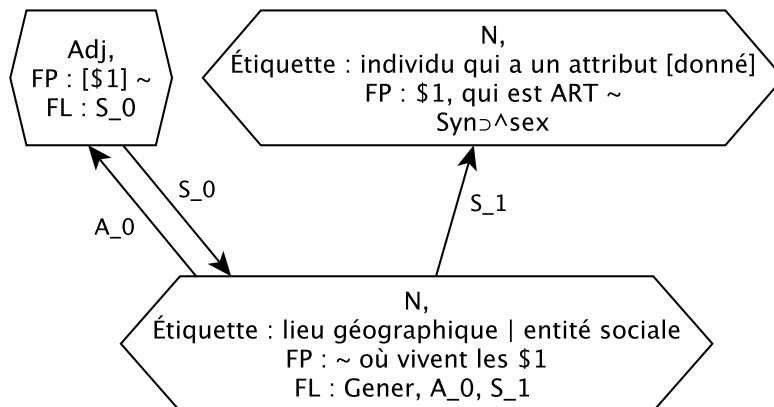 Adj,
FP : [$1] ~
FL : S_0
N,
Étiquette : individu qui a un attribut [donné]
FP : $1, qui est ART ~
Syn⊃^sex
A_0
S_0
S_1
N,
Étiquette : lieu géographique | entité sociale
FP : ~ où vivent les $1
FL : Gener, A_0, S_1